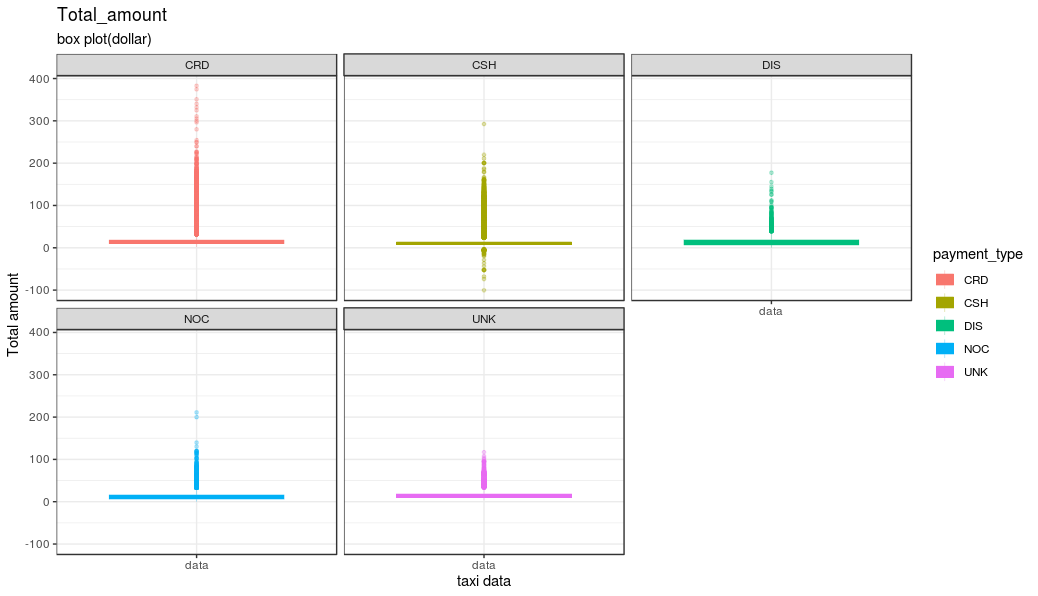 Total_amount
box plot(dollar)
CRD
CSH
DIS
400
300
200
100
0
-100
data
NOC
UNK
400
300
200
100
0
-100
data
data
taxi data
Total amount
payment_type
CRD
CSH
DIS
NOC
UNK